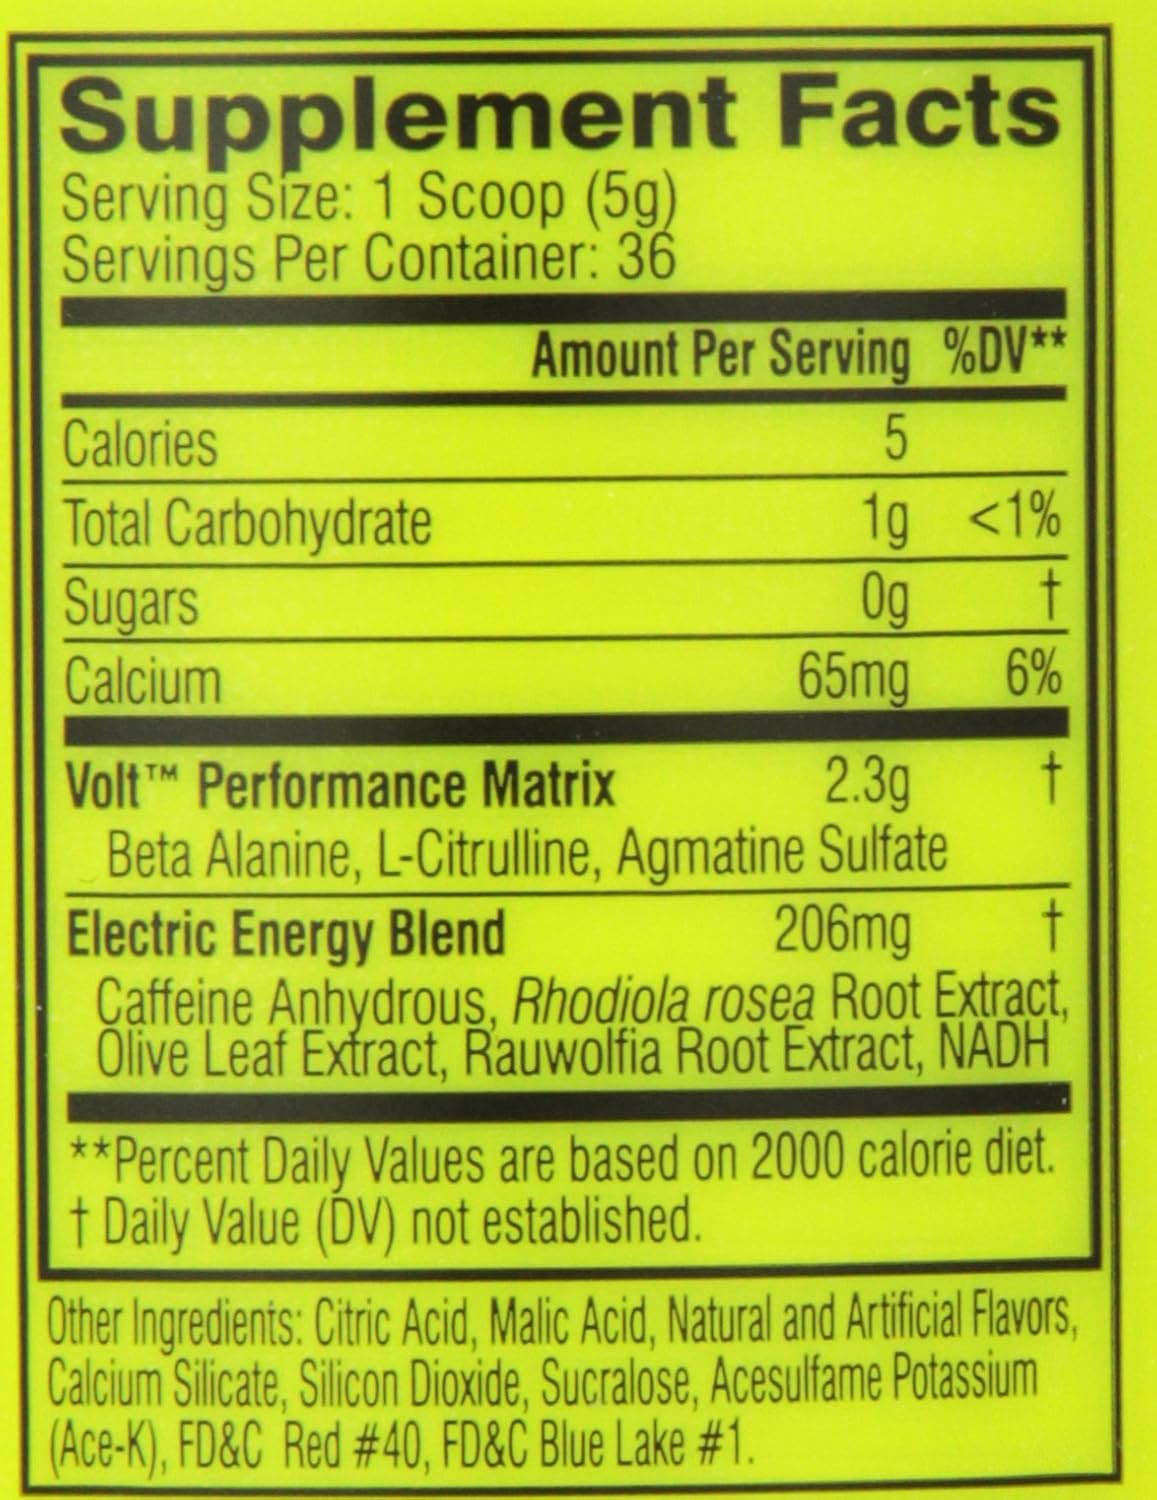 Supplement Facts
Serving Size: 1 Scoop (5g)
Servings Per Container: 36
Amount Per Serving %DV**
Calories 5
Total Carbohydrate 1g <1%
Sugars 0g †
Calcium 65mg 6%
Volt™ Performance Matrix 2.3g †
Beta Alanine, L-Citrulline, Agmatine Sulfate
Electric Energy Blend 206mg †
Caffeine Anhydrous, Rhodiola rosea Root Extract,
Olive Leaf Extract, Rauwolfia Root Extract, NADH
**Percent Daily Values are based on 2000 calorie diet.
† Daily Value (DV) not established.
Other Ingredients: Citric Acid, Malic Acid, Natural and Artificial Flavors,
Calcium Silicate, Silicon Dioxide, Sucralose, Acesulfame Potassium
(Ace-K), FD&C Red #40, FD&C Blue Lake #1.